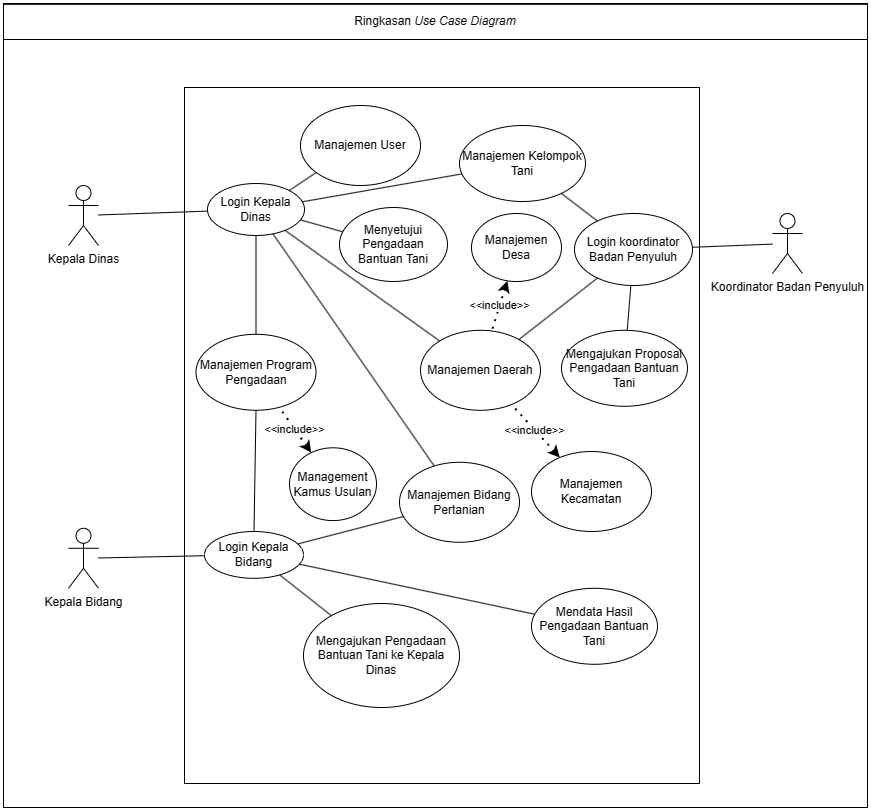 Ringkasan Use Case Diagram
Manajemen User
Manajemen Kelompok
Tani
Login Kepala
Dinas
Kepala Dinas
Menyetujui
Pengadaan
Bantuan Tani
Manajemen
Desa
Login koordinator
Badan Penyuluh
Koordinator Badan Penyuluh
<<include>>
Manajemen Program
Pengadaan
Manajemen Daerah
Mengajukan Proposal
Pengadaan Bantuan
Tani
<<include>>
<<include>>
Management
Kamus Usulan
Manajemen Bidang
Pertanian
Manajemen
Kecamatan
Login Kepala
Bidang
Kepala Bidang
Mengajukan Pengadaan
Bantuan Tani ke Kepala
Dinas
Mendata Hasil
Pengadaan Bantuan
Tani